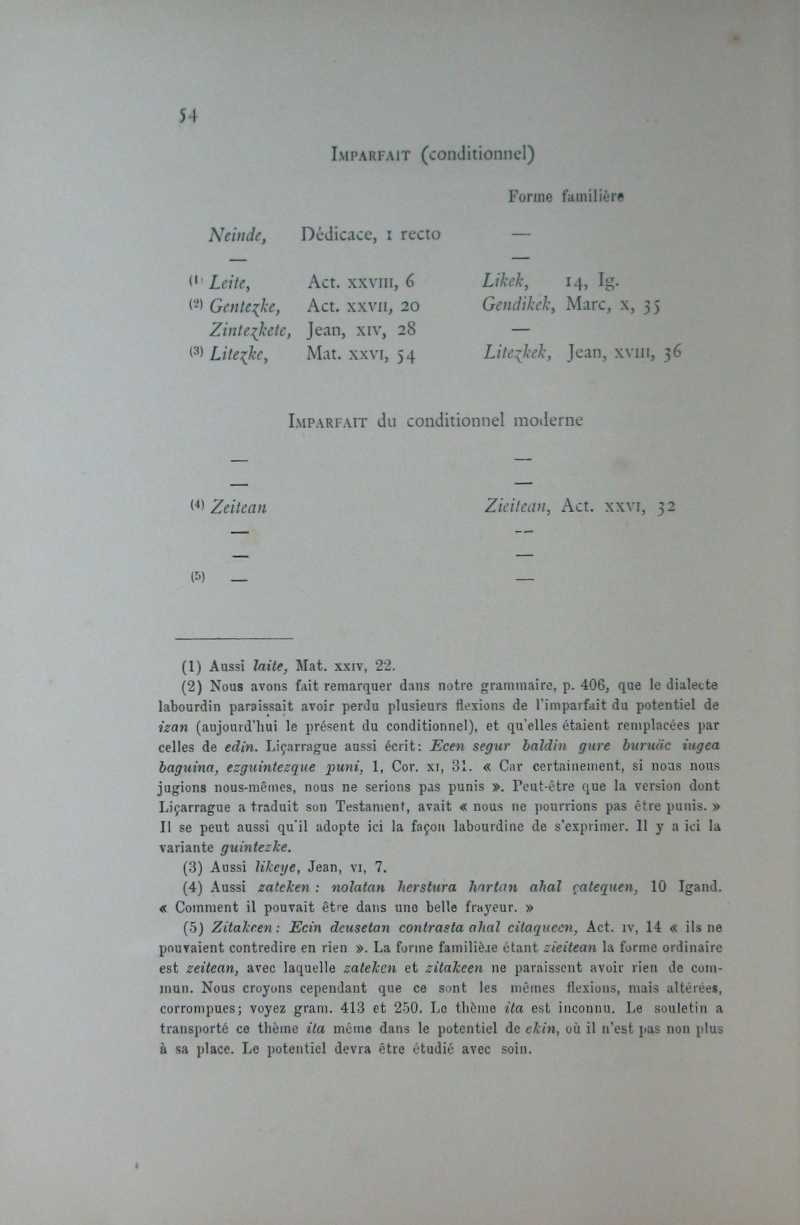 54
IMPARFAIT (conditionnel)
Forme familière
Neinde, Dédicace, 1 recto —
— —
(1) Leite, Act. XXVIII, 6 Likek, 14, Ig.
(2) Gentezke, Act. XXVII, 20 Gendikek, Marc, X, 35
Zintezkete, Jean, XIV, 28 —
(3) Litezke, Mat. XXVI, 54 Litezkek, Jean, XVIII, 36
IMPARFAIT du conditionnel moderne
— —
— —
(4) Zeitean Zieitean, Act. XXVI, 32
— —
— —
(5) — —
(1) Aussi laite, Mat. XXIV, 22.
(2) Nous avons fait remarquer dans notre grammaire, p. 406, que le dialecte
labourdin paraissait avoir perdu plusieurs flexions de l'imparfait du potentiel de
izan (aujourd'hui le présent du conditionnel), et qu'elles étaient remplacées par
celles de edin. Liçarrague aussi écrit: Ecen segur baldin gure buruäc iugea
baguina, ezguintezque puni, 1, Cor. XI, 31. « Car certainement, si nous nous
jugions nous-mêmes, nous ne serions pas punis ». Peut-être que la version dont
Liçarrague a traduit son Testament, avait « nous ne pourrions pas être punis. »
Il se peut aussi qu'il adopte ici la façon labourdine de s'exprimer. Il y a ici la
variante guintezke.
(3) Aussi likeye, Jean, VI, 7.
(4) Aussi zateken : nolatan herstura hartan ahal çatequen, 10 Igand.
« Comment il pouvait être dans une belle frayeur. »
(5) Zitakeen: Ecin deusetan contrasta ahal citaqueen, Act. IV, 14 « ils ne
pouvaient contredire en rien ». La forme familière étant zieitean la forme ordinaire
est zeitean, avec laquelle zateken et zitakeen ne paraissent avoir rien de com-
mun. Nous croyons cependant que ce sont les mêmes flexions, mais altérées,
corrompues; voyez gram. 413 et 250. Le thème ita est inconnu. Le souletin a
transporté ce thème ita même dans le potentiel de ekin, où il n'est pas non plus
à sa place. Le potentiel devra être étudié avec soin.